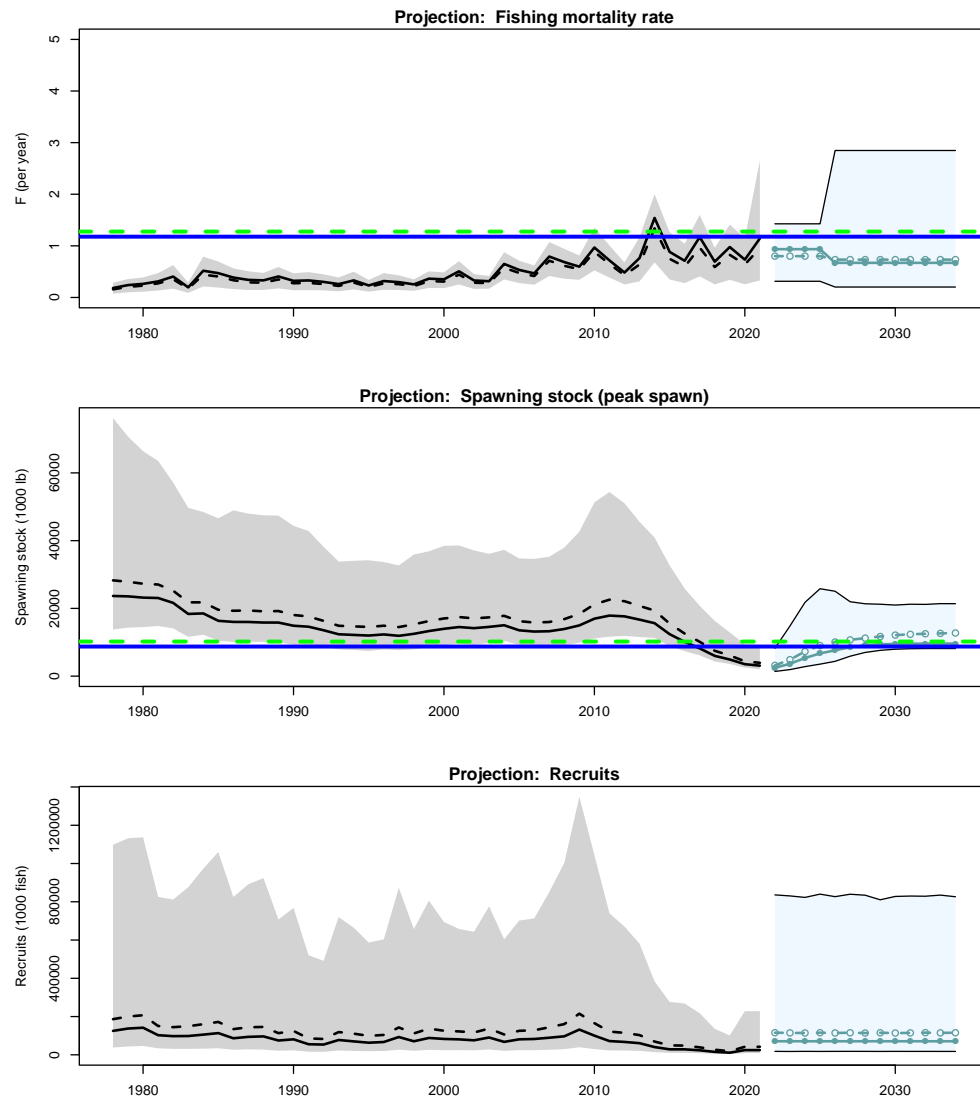 Projection: Fishing mortality rate
F (per year)
5
4
3
2
1
0
1980 1990 2000 2010 2020 2030
Projection: Spawning stock (peak spawn)
Spawning stock (1000 lb)
60000
40000
20000
0
1980 1990 2000 2010 2020 2030
Projection: Recruits
Recruits (1000 fish)
1200000
800000
400000
0
1980 1990 2000 2010 2020 2030